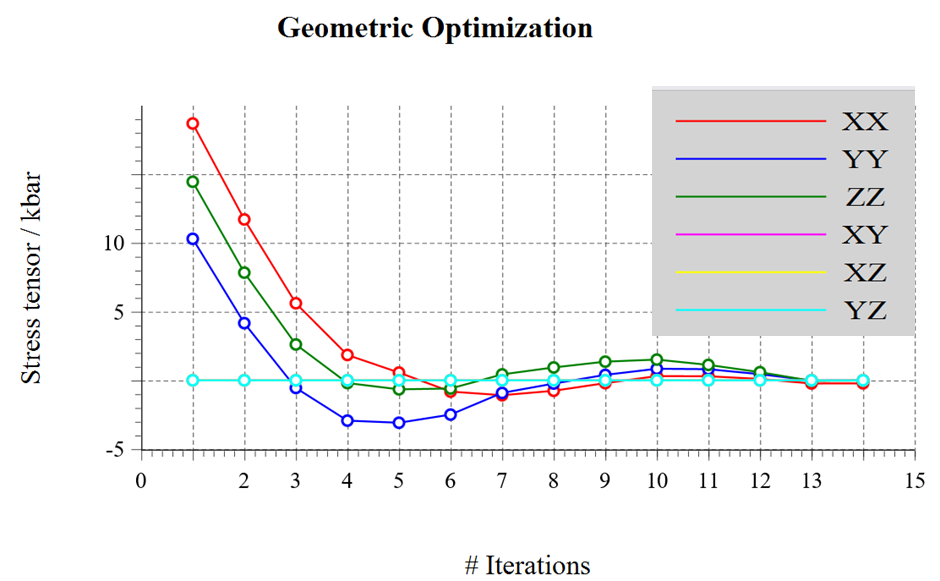 Geometric Optimization
XX
YY
ZZ
XY
XZ
YZ
Stress tensor / kbar
10
5
-5
0 2 3 4 5 6 7 8 9 10 11 12 13 15
# Iterations